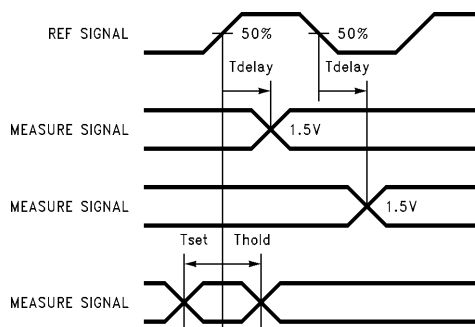 REF SIGNAL
50%
50%
Tdelay
Tdelay
MEASURE SIGNAL
1.5V
MEASURE SIGNAL
1.5V
Tset
Thold
MEASURE SIGNAL